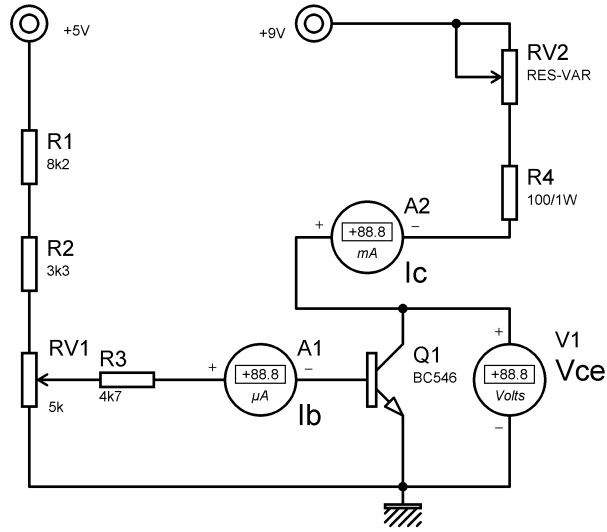 +5V
+9V
RV2
RES-VAR
R1
8k2
R4
100/1W
A2
+
−
+88.8
mA
Ic
R2
3k3
RV1
5k
R3
4k7
A1
+
−
+88.8
µA
Ib
Q1
BC546
V1
Vce
+
+88.8
Volts
−